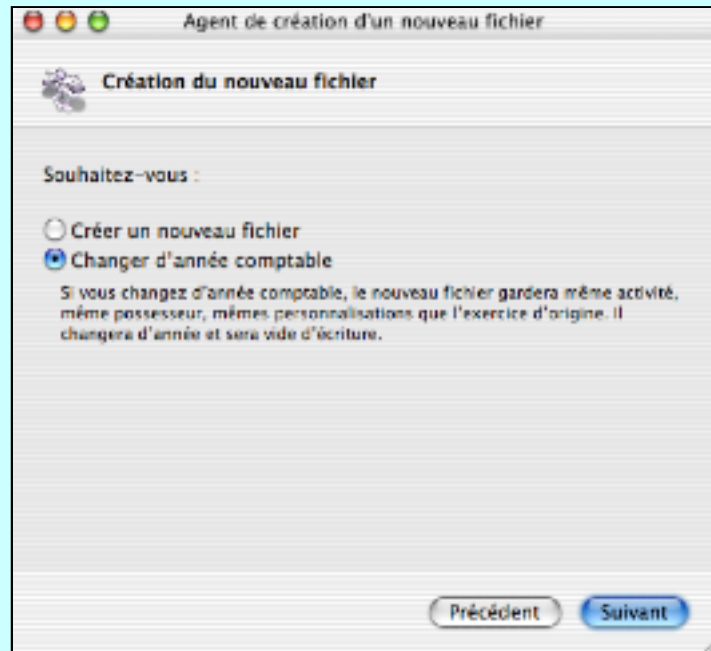 Agent de création d'un nouveau fichier
Création du nouveau fichier
Souhaitez-vous :
Créer un nouveau fichier
Changer d'année comptable
Si vous changez d'année comptable, le nouveau fichier gardera même activité,
même possesseur, mêmes personnalisations que l'exercice d'origine. Il
changera d'année et sera vide d'écriture.
Précédent Suivant